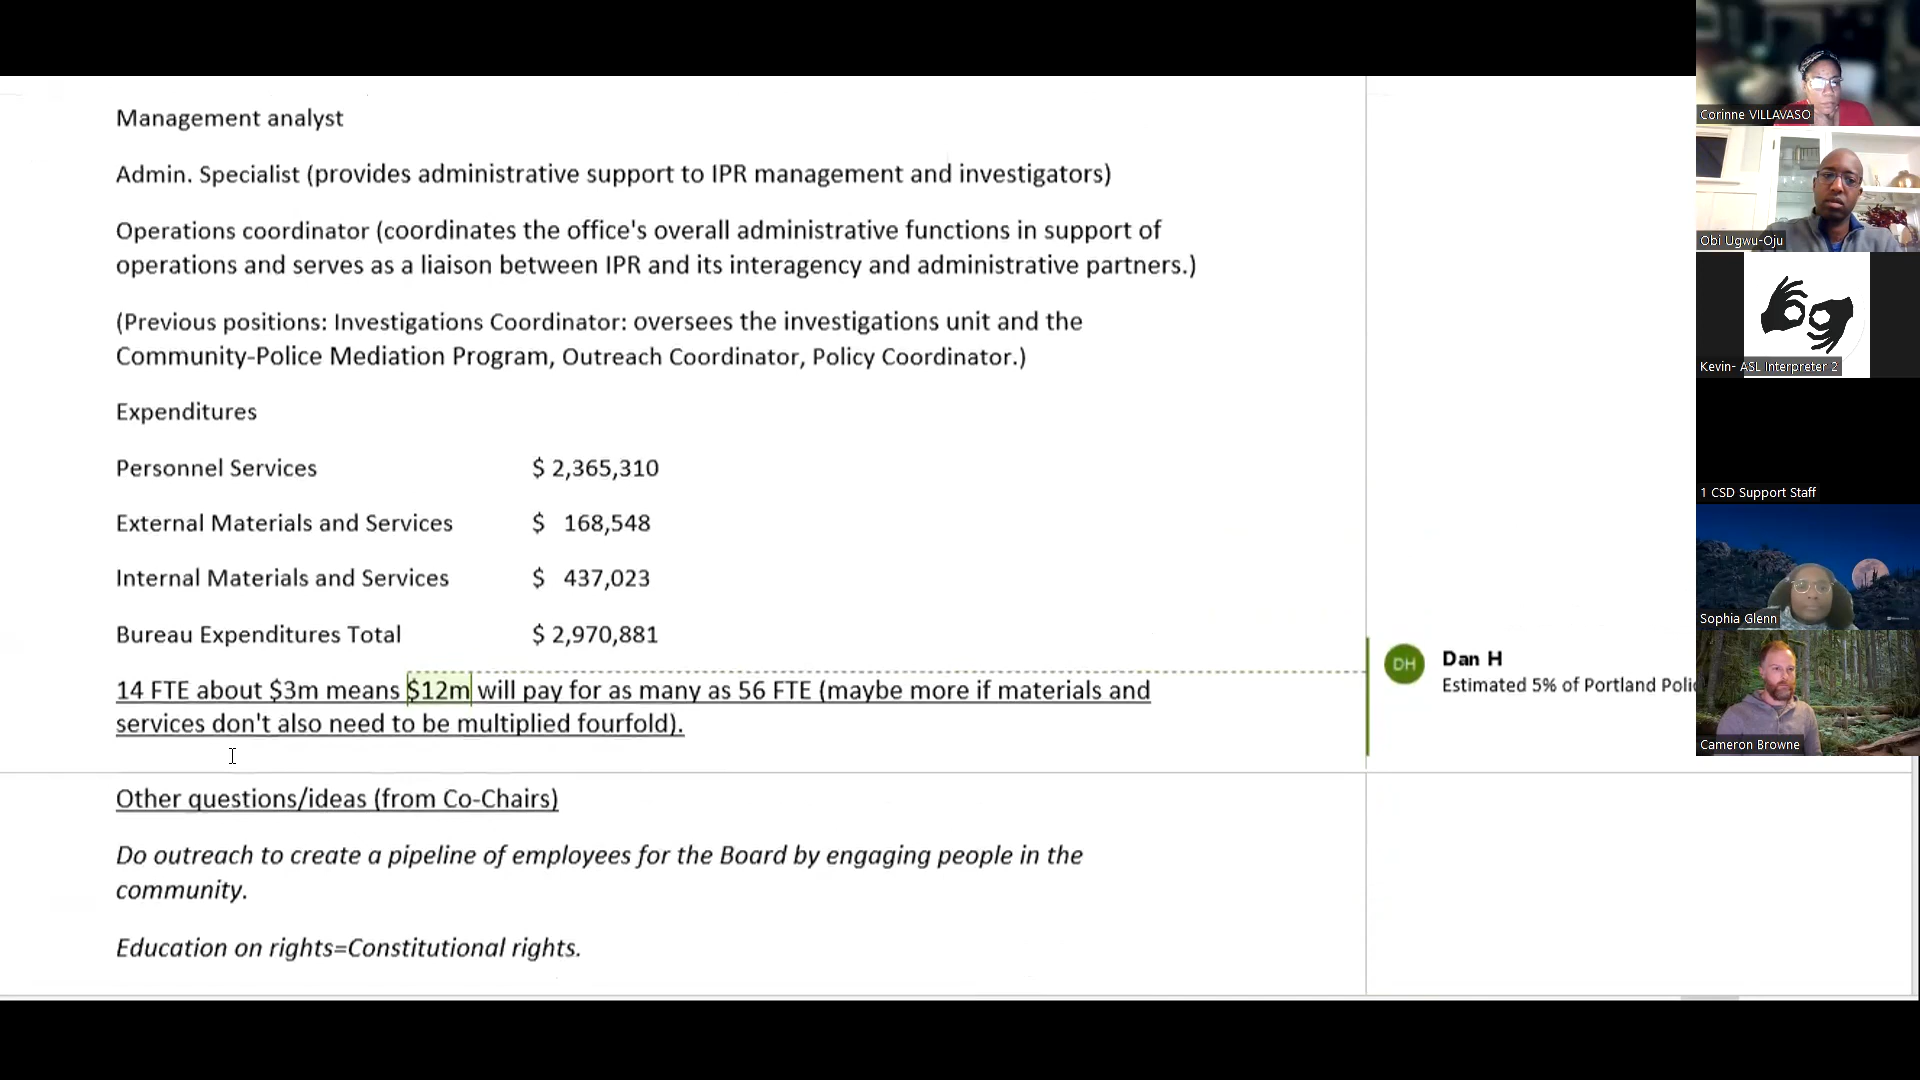 Management analyst
Admin. Specialist (provides administrative support to IPR management and investigators)
Operations coordinator (coordinates the office's overall administrative functions in support of
operations and serves as a liaison between IPR and its interagency and administrative partners.)
(Previous positions: Investigations Coordinator: oversees the investigations unit and the
Community-Police Mediation Program, Outreach Coordinator, Policy Coordinator.)
Expenditures
Personnel Services $ 2,365,310
External Materials and Services $ 168,548
Internal Materials and Services $ 437,023
Bureau Expenditures Total $ 2,970,881
14 FTE about $3m means $12m will pay for as many as 56 FTE (maybe more if materials and
services don't also need to be multiplied fourfold).
Other questions/ideas (from Co-Chairs)
Do outreach to create a pipeline of employees for the Board by engaging people in the
community.
Education on rights=Constitutional rights.
DH Dan H
Estimated 5% of Portland Polic
Corinne VILLAVASO
Obi Ugwu-Oju
Kevin- ASL Interpreter 2
1 CSD Support Staff
Sophia Glenn
Cameron Browne